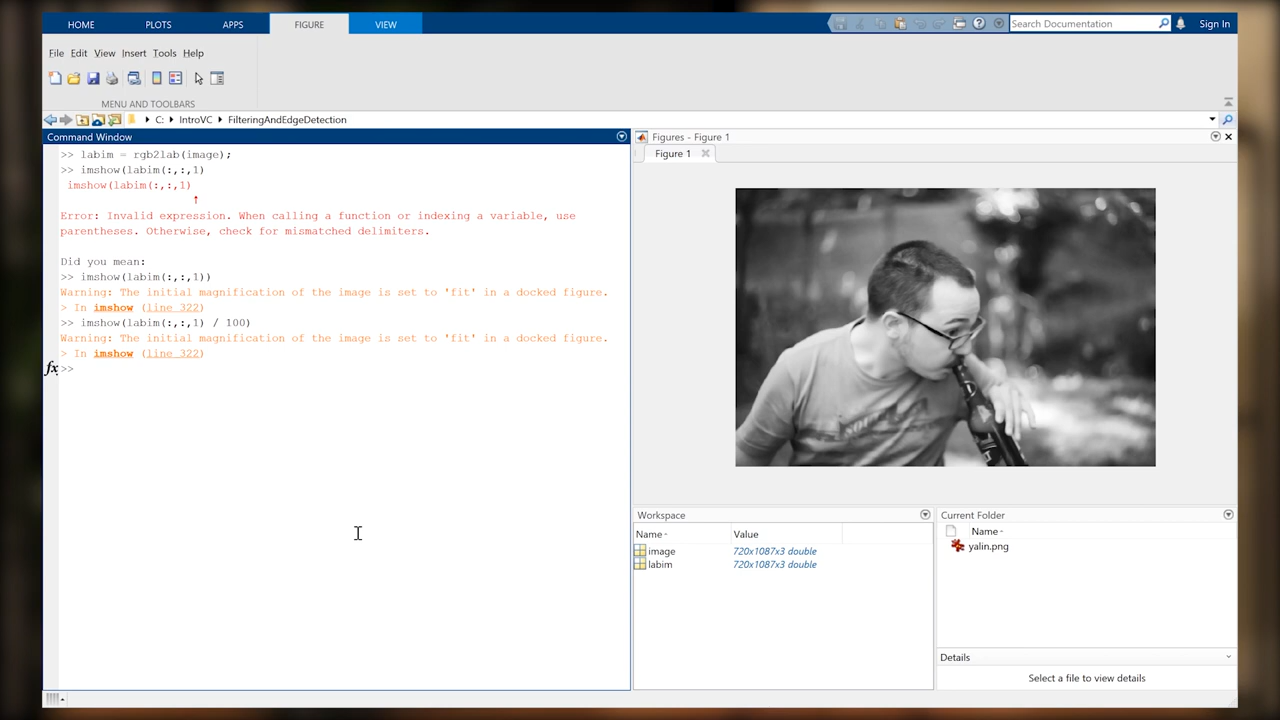 HOME PLOTS APPS FIGURE VIEW Search Documentation Sign In
File Edit View Insert Tools Help
MENU AND TOOLBARS
C: IntroVC FilteringAndEdgeDetection
Command Window
>> labim = rgb2lab(image);
>> imshow(labim(:,:,1)
imshow(labim(:,:,1)
↑
Error: Invalid expression. When calling a function or indexing a variable, use
parentheses. Otherwise, check for mismatched delimiters.
Did you mean:
>> imshow(labim(:,:,1))
Warning: The initial magnification of the image is set to 'fit' in a docked figure.
> In imshow (line 322)
>> imshow(labim(:,:,1) / 100)
Warning: The initial magnification of the image is set to 'fit' in a docked figure.
> In imshow (line 322)
fx >>
Figures - Figure 1
Figure 1
Workspace
Name Value
image 720x1087x3 double
labim 720x1087x3 double
Current Folder
Name
yalin.png
Details
Select a file to view details